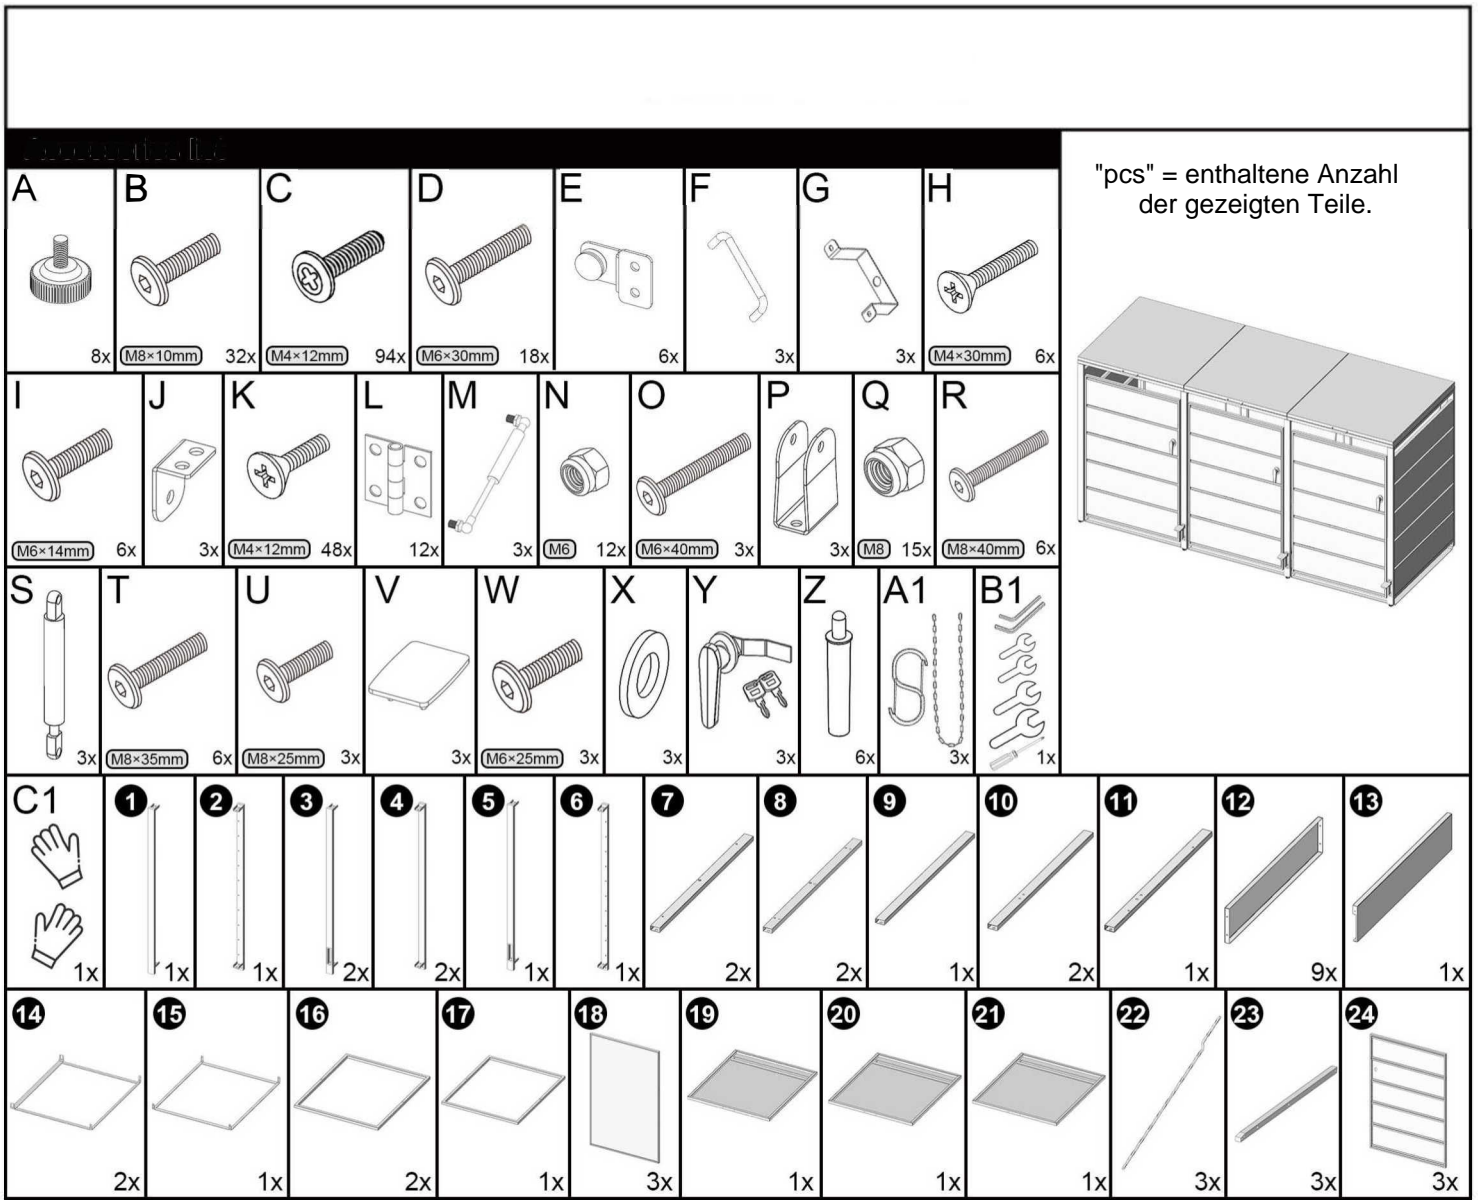 "pcs" = enthaltene Anzahl
der gezeigten Teile.
A B C D E F G H
8x M8×10mm 32x M4×12mm 94x M6×30mm 18x 6x 3x 3x M4×30mm 6x
I J K L M N O P Q R
M6×14mm 6x 3x M4×12mm 48x 12x 3x M6 12x M6×40mm 3x 3x M8 15x M8×40mm 6x
S T U V W X Y Z A1 B1
3x M8×35mm 6x M8×25mm 3x 3x M6×25mm 3x 3x 3x 6x 3x 1x
C1 1 2 3 4 5 6 7 8 9 10 11 12 13
1x 1x 1x 2x 2x 1x 1x 2x 2x 1x 2x 1x 9x 1x
14 15 16 17 18 19 20 21 22 23 24
2x 1x 2x 1x 3x 1x 1x 1x 3x 3x 3x